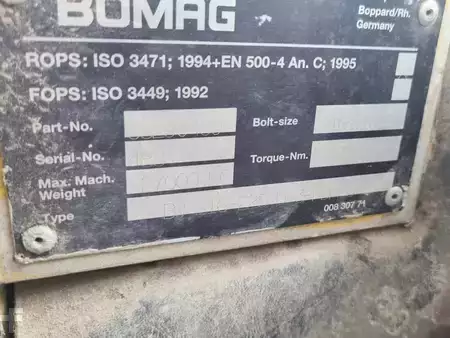 BOMAG
Boppard/Rh.
Germany
ROPS: ISO 3471; 1994+EN 500-4 An. C; 1995
FOPS: ISO 3449; 1992
Part-No.
Bolt-size
Serial-No.
Torque-Nm.
Max. Mach.
Weight
Type
008 307 71